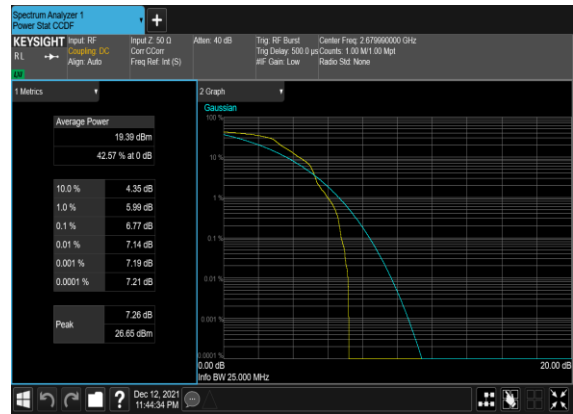 Spectrum Analyzer 1
Power Stat CCDF
+
KEYSIGHT Input: RF Input Z: 50 Ω Atten: 40 dB Trig: RF Burst Center Freq: 2.679990000 GHz
RL Coupling: DC Corr CCorr Trig Delay: 500.0 µs Counts: 1.00 M/1.00 Mpt
Align: Auto Freq Ref: Int (S) #IF Gain: Low Radio Std: None
1 Metrics
Average Power
19.39 dBm
42.57 % at 0 dB
10.0 % 4.35 dB
1.0 % 5.99 dB
0.1 % 6.77 dB
0.01 % 7.14 dB
0.001 % 7.19 dB
0.0001 % 7.21 dB
Peak 7.26 dB
26.65 dBm
2 Graph
Gaussian
100 %
10 %
1 %
0.1 %
0.01 %
0.001 %
0.0001 %
0.00 dB 20.00 dB
Info BW 25.000 MHz
? Dec 12, 2021
11:44:34 PM